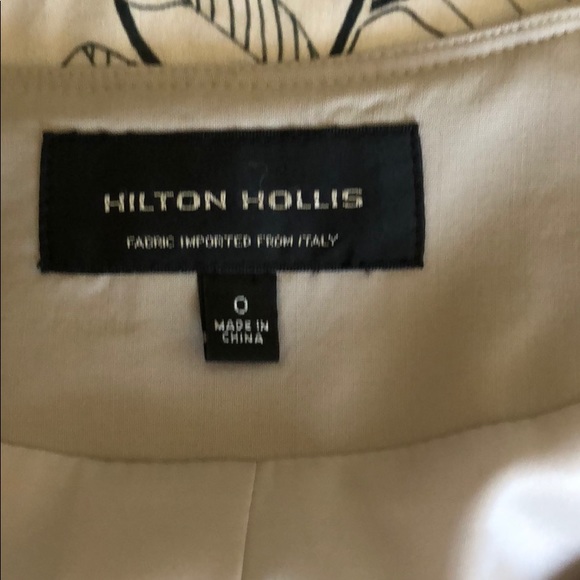 HILTON HOLLIS
FABRIC IMPORTED FROM ITALY
0
MADE IN
CHINA